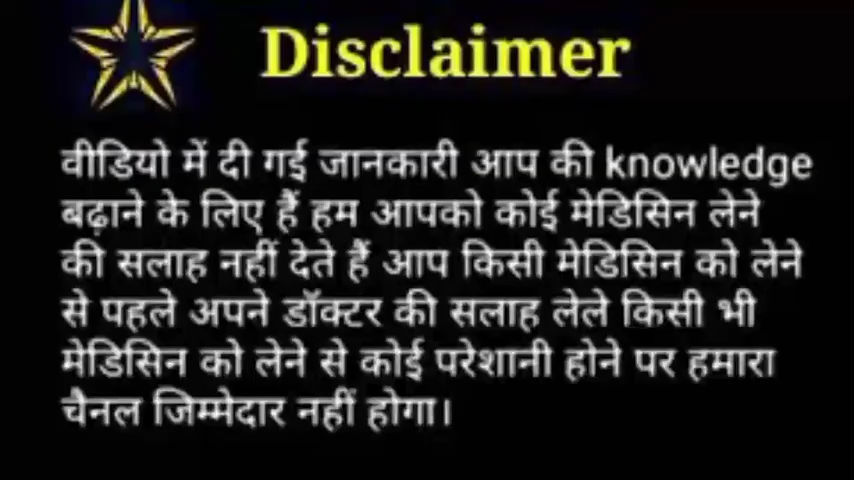 Disclaimer
वीडियो में दी गई जानकारी आप की knowledge
बढ़ाने के लिए हैं हम आपको कोई मेडिसिन लेने
की सलाह नहीं देते हैं आप किसी मेडिसिन को लेने
से पहले अपने डॉक्टर की सलाह लेले किसी भी
मेडिसिन को लेने से कोई परेशानी होने पर हमारा
चैनल जिम्मेदार नहीं होगा।